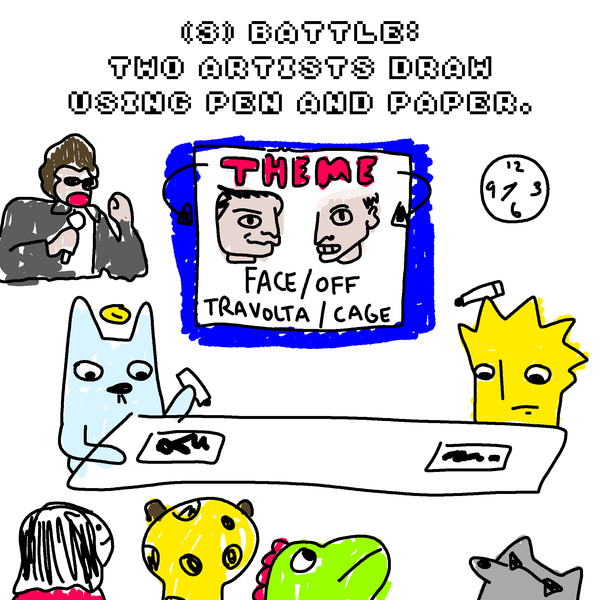 (3) BATTLE:
TWO ARTISTS DRAW
USING PEN AND PAPER.
THEME
FACE/OFF
TRAVOLTA/CAGE
12
9 3
6